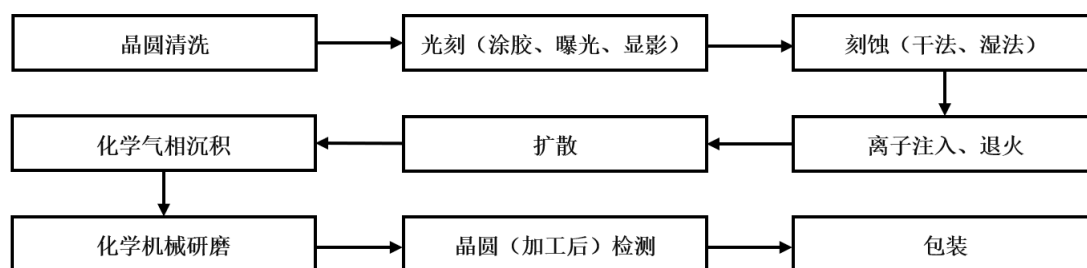 晶圆清洗
光刻（涂胶、曝光、显影）
刻蚀（干法、湿法）
离子注入、退火
扩散
化学气相沉积
化学机械研磨
晶圆（加工后）检测
包装